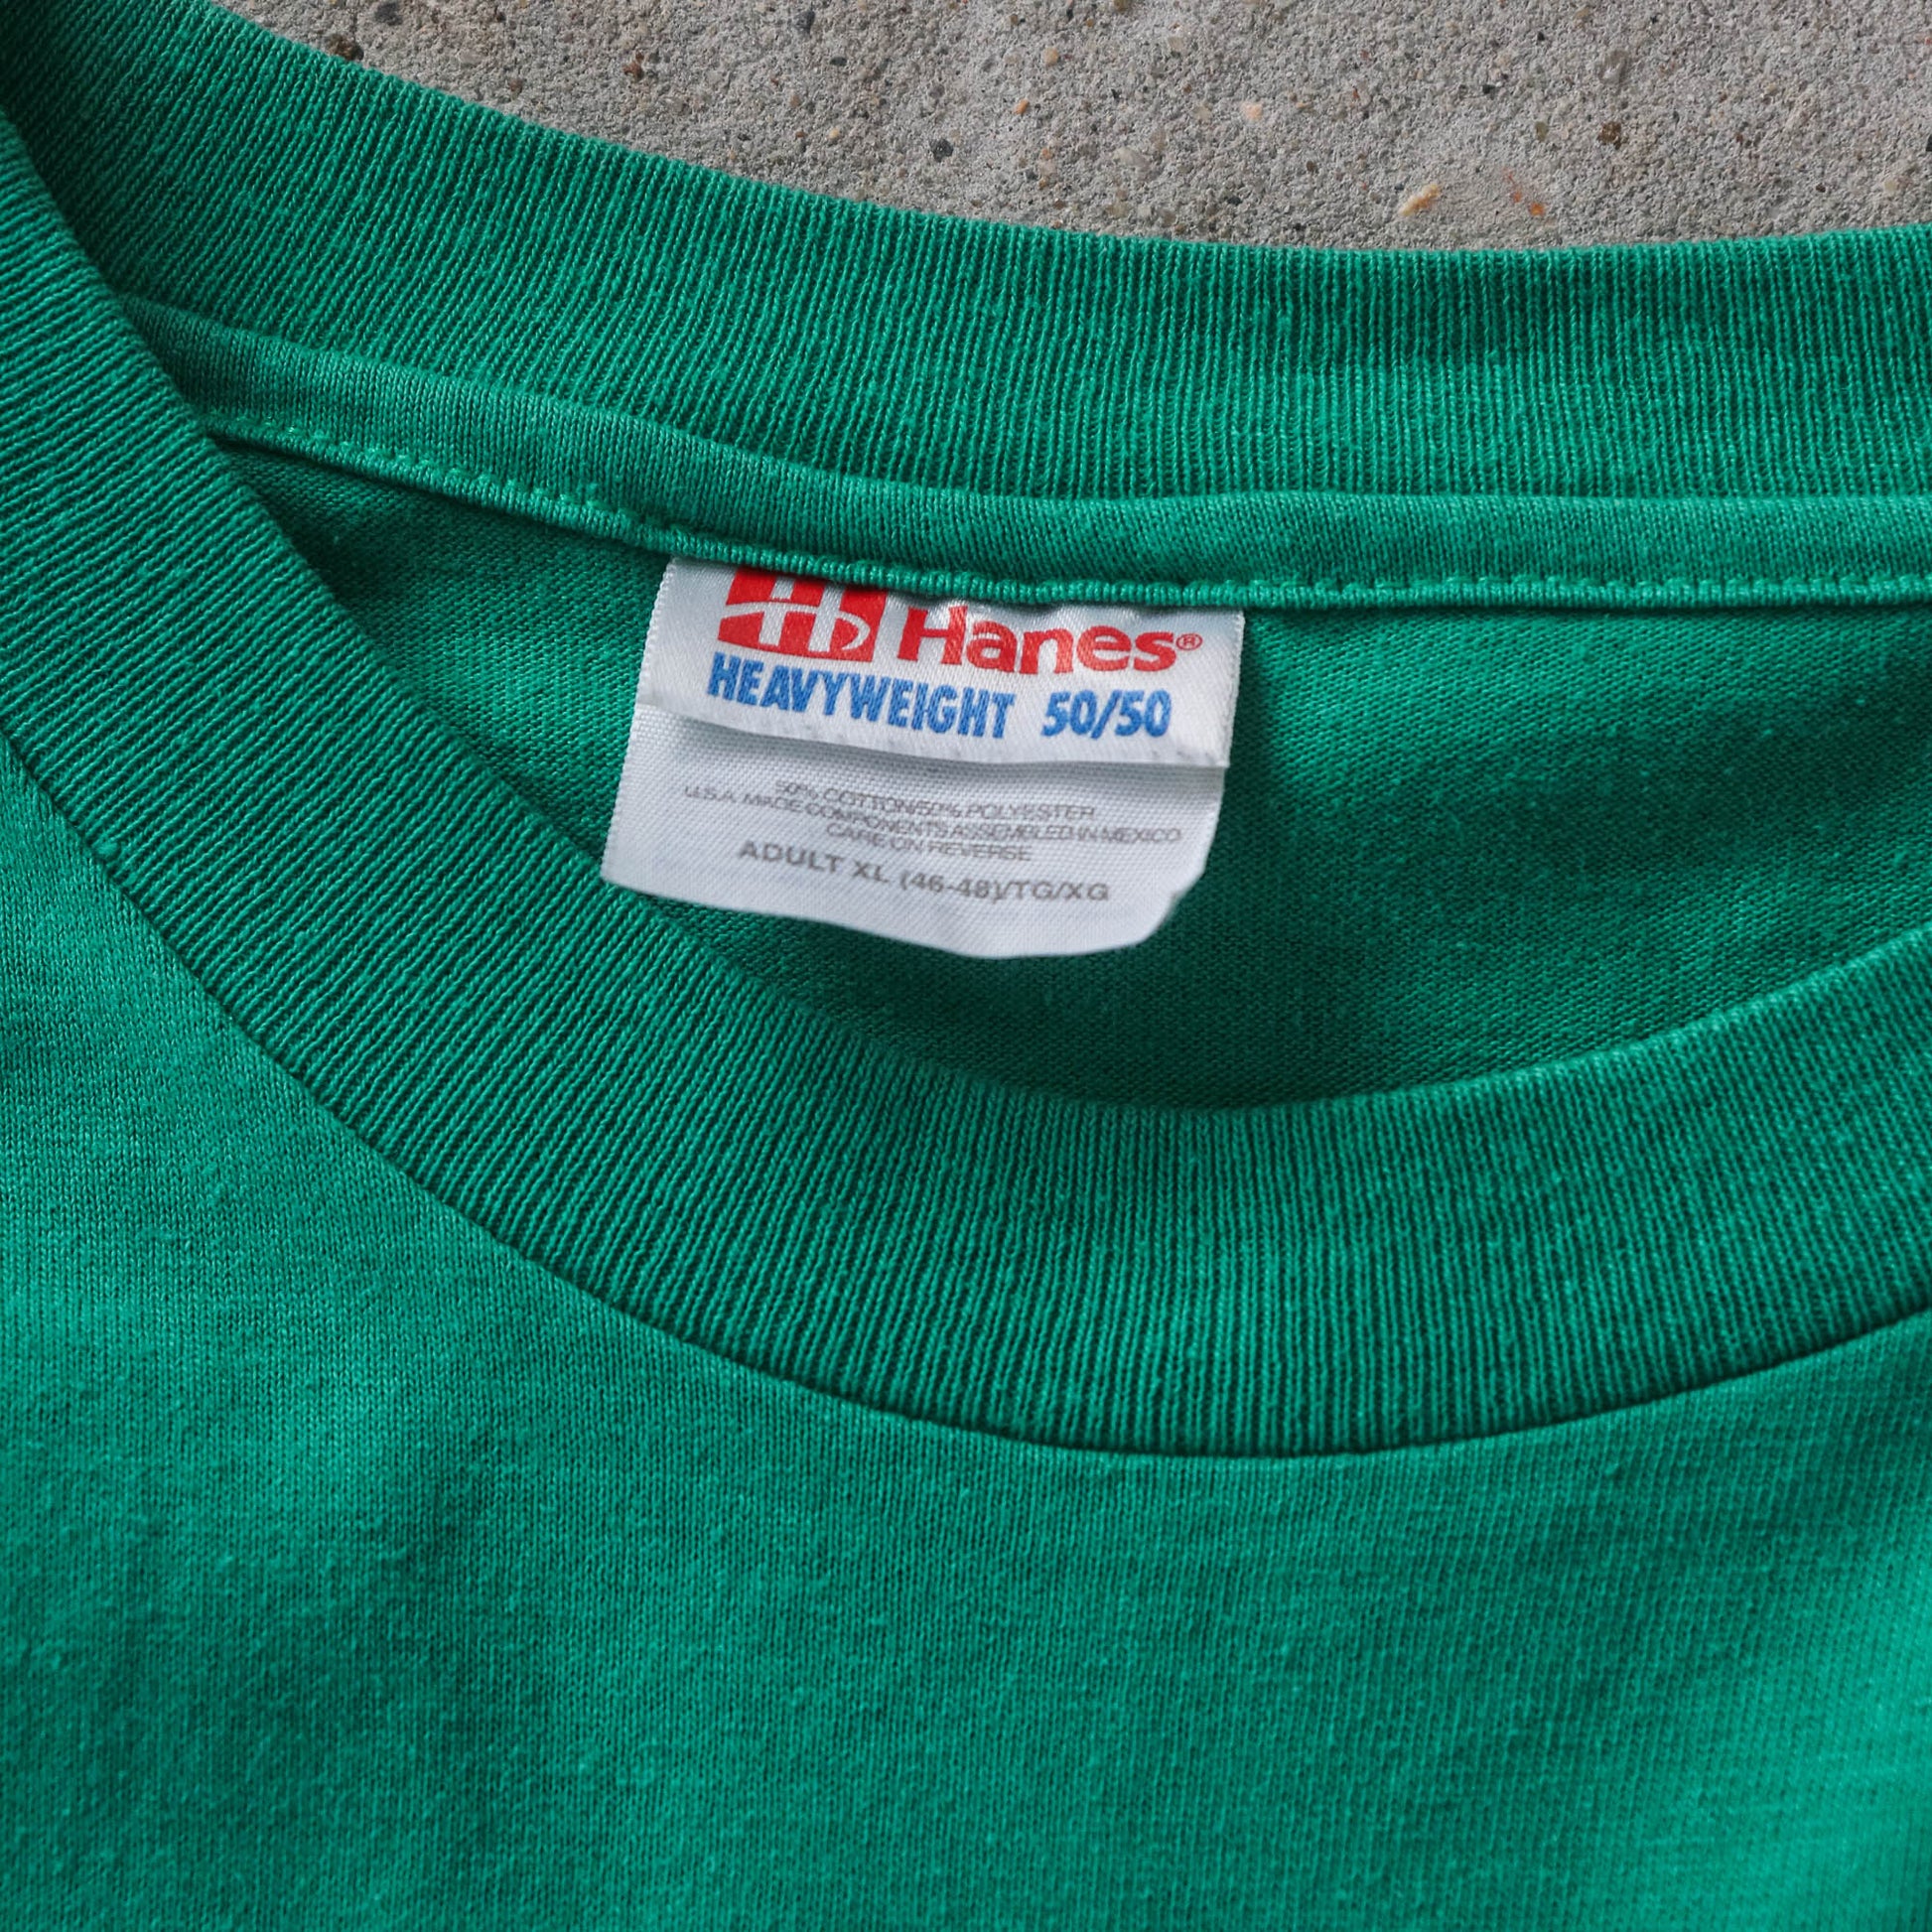 Hanes®
HEAVYWEIGHT 50/50
50% COTTON/50% POLYESTER
U.S.A. MADE COMPONENTS ASSEMBLED IN MEXICO
CARE ON REVERSE
ADULT XL (46-48)/TG/XG